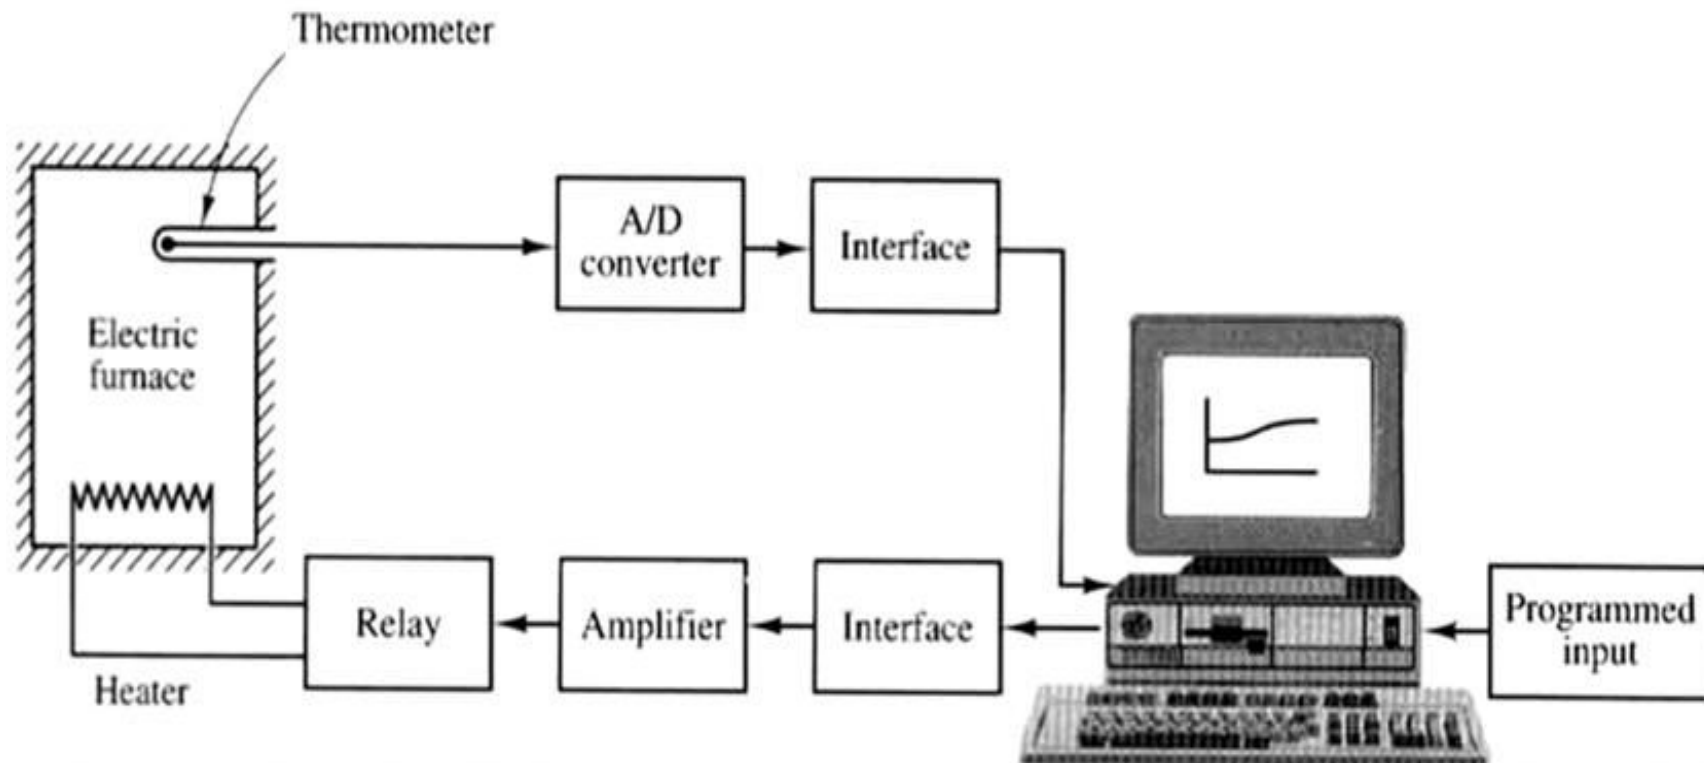 Thermometer
A/D
converter
Interface
Electric
furnace
Relay
Amplifier
Interface
Programmed
input
Heater